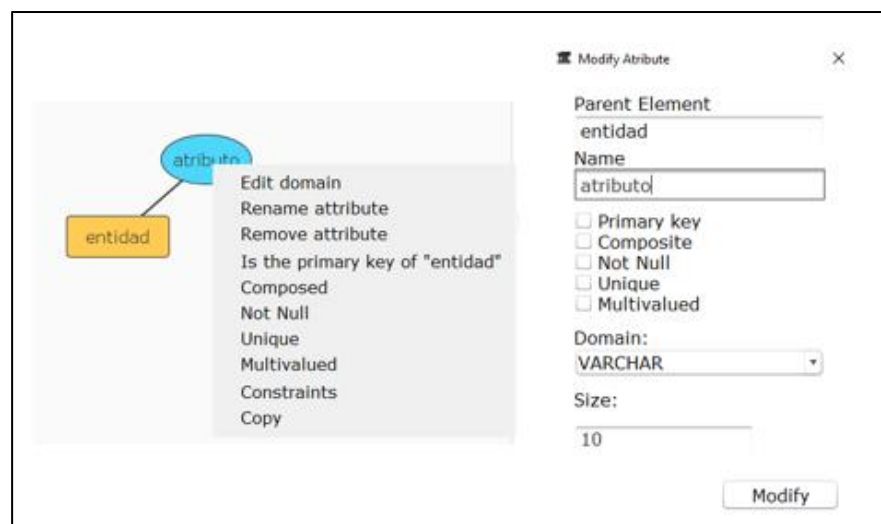 atributo
entidad
Edit domain
Rename attribute
Remove attribute
Is the primary key of "entidad"
Composed
Not Null
Unique
Multivalued
Constraints
Copy
Modify Atribute
Parent Element
entidad
Name
atributo
Primary key
Composite
Not Null
Unique
Multivalued
Domain:
VARCHAR
Size:
10
Modify